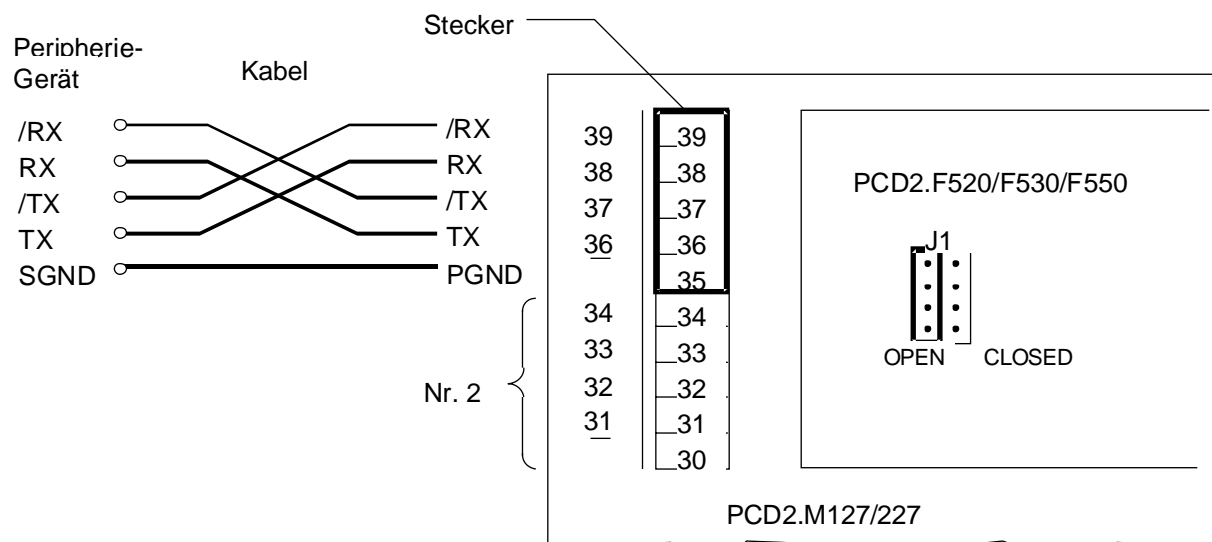 Stecker
Peripherie-
Gerät
Kabel
/RX
RX
/TX
TX
SGND
/RX
RX
/TX
TX
PGND
Nr. 2
39
38
37
36
34
33
32
31
39
38
37
36
35
34
33
32
31
30
PCD2.F520/F530/F550
J1
OPEN CLOSED
PCD2.M127/227